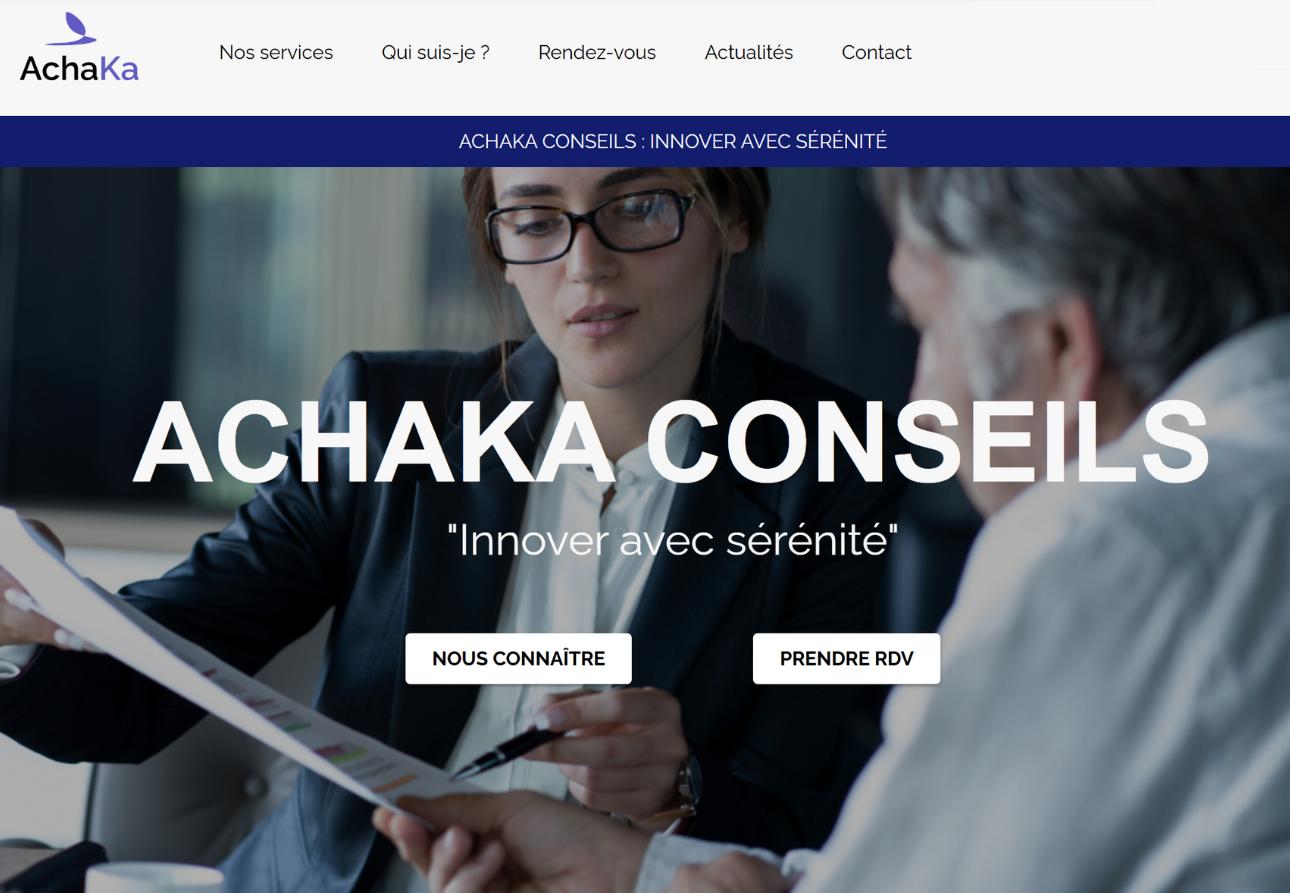 AchaKa
Nos services
Qui suis-je ?
Rendez-vous
Actualités
Contact
ACHAKA CONSEILS : INNOVER AVEC SÉRÉNITÉ
ACHAKA CONSEILS
"Innover avec sérénité"
NOUS CONNAÎTRE
PRENDRE RDV